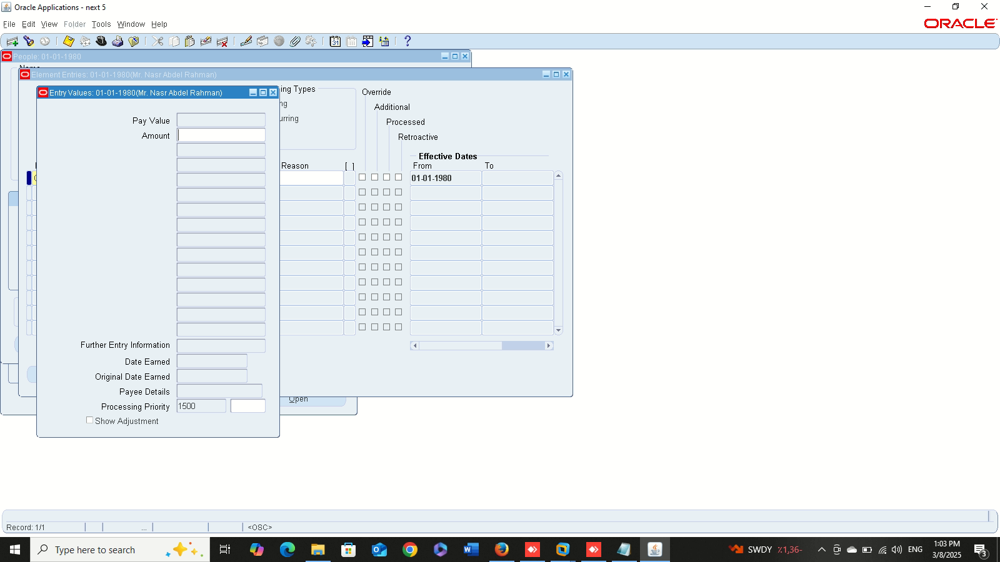 Oracle Applications - next 5
File Edit View Folder Tools Window Help
ORACLE
People: 01-01-1980
Element Entries: 01-01-1980(Mr. Nasr Abdel Rahman)
Entry Values: 01-01-1980(Mr. Nasr Abdel Rahman)
ing Types
ng
urring
Override
Additional
Processed
Retroactive
Pay Value
Amount
Effective Dates
Reason [ ] From To
01-01-1980
Further Entry Information
Date Earned
Original Date Earned
Payee Details
Processing Priority 1500
Show Adjustment
Open
Record: 1/1 ... <OSC>
Type here to search
SWDY ٪1,36- ENG
1:03 PM
3/8/2025
3